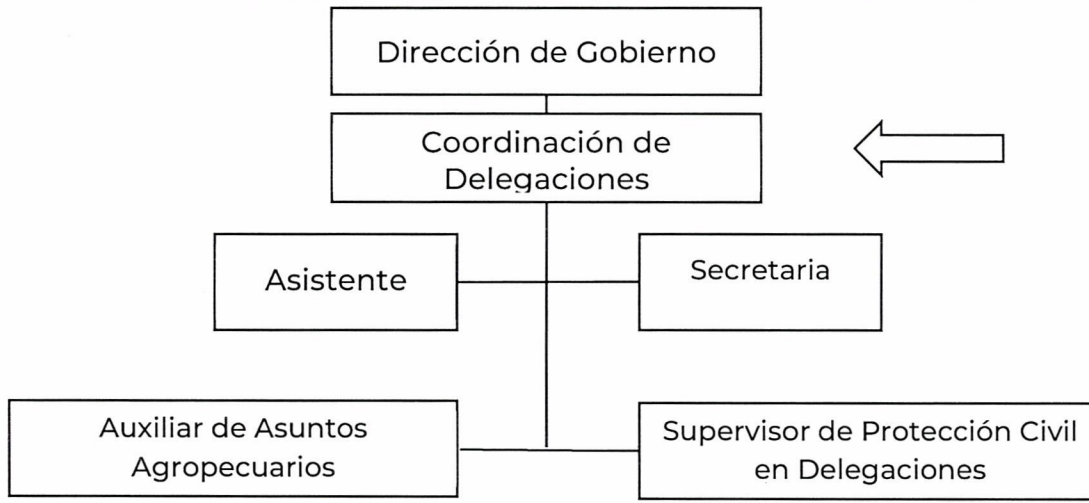 Dirección de Gobierno
Coordinación de
Delegaciones
Asistente
Secretaria
Auxiliar de Asuntos
Agropecuarios
Supervisor de Protección Civil
en Delegaciones